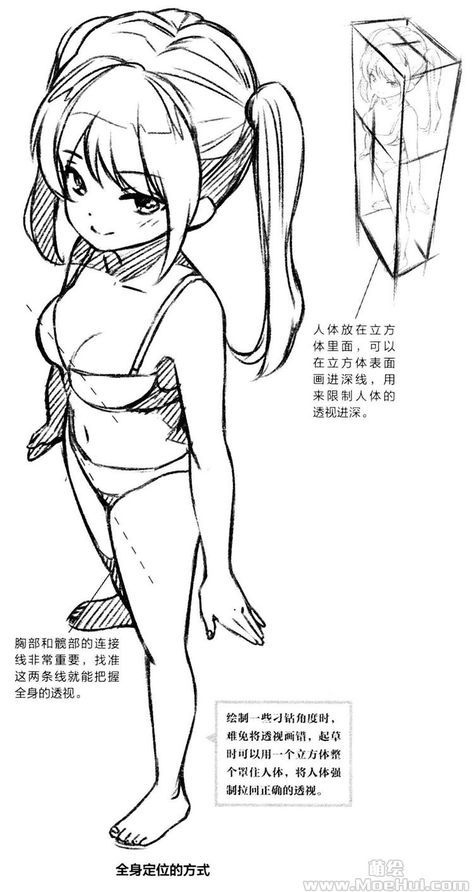 人体放在立方
体里面，可以
在立方体表面
画进深线，用
来限制人体的
透视进深。
胸部和髋部的连接
线非常重要，找准
这两条线就能把握
全身的透视。
绘制一些刁钻角度时，
难免将透视画错，起草
时可以用一个立方体整
个罩住人体，将人体强
制拉回正确的透视。
全身定位的方式
萌绘
www.MoeHui.com